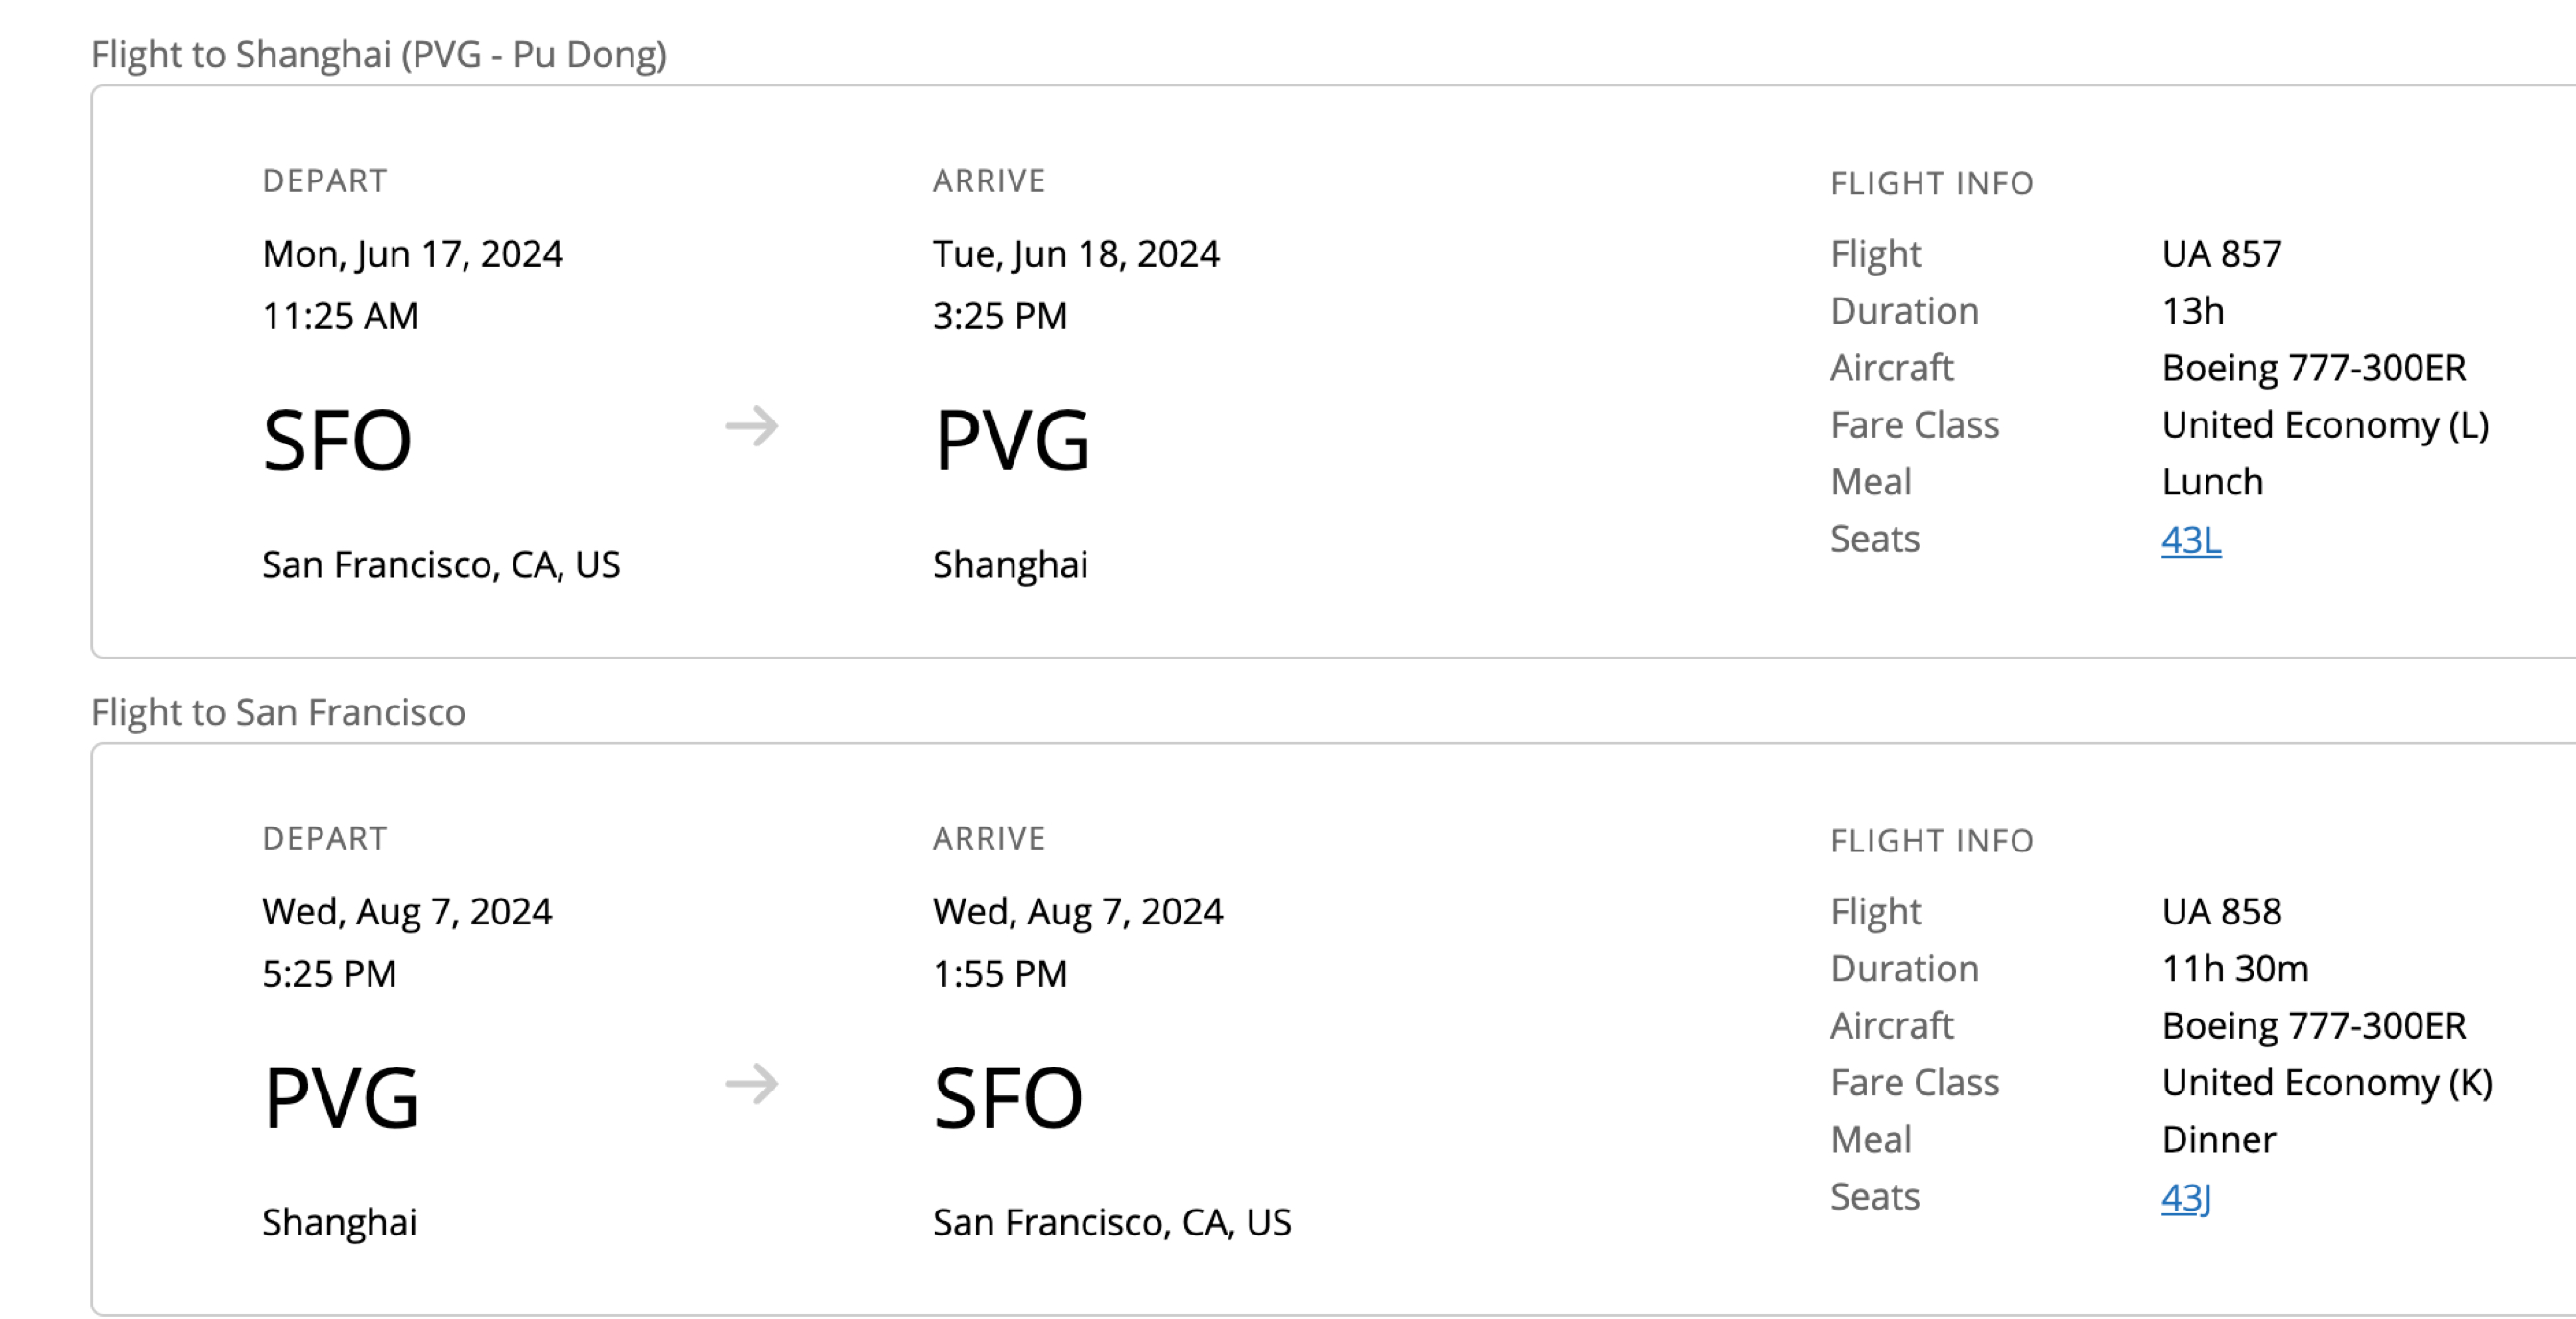 Flight to Shanghai (PVG - Pu Dong)
DEPART
Mon, Jun 17, 2024
11:25 AM
SFO
San Francisco, CA, US
ARRIVE
Tue, Jun 18, 2024
3:25 PM
PVG
Shanghai
FLIGHT INFO
Flight UA 857
Duration 13h
Aircraft Boeing 777-300ER
Fare Class United Economy (L)
Meal Lunch
Seats 43L
Flight to San Francisco
DEPART
Wed, Aug 7, 2024
5:25 PM
PVG
Shanghai
ARRIVE
Wed, Aug 7, 2024
1:55 PM
SFO
San Francisco, CA, US
FLIGHT INFO
Flight UA 858
Duration 11h 30m
Aircraft Boeing 777-300ER
Fare Class United Economy (K)
Meal Dinner
Seats 43J